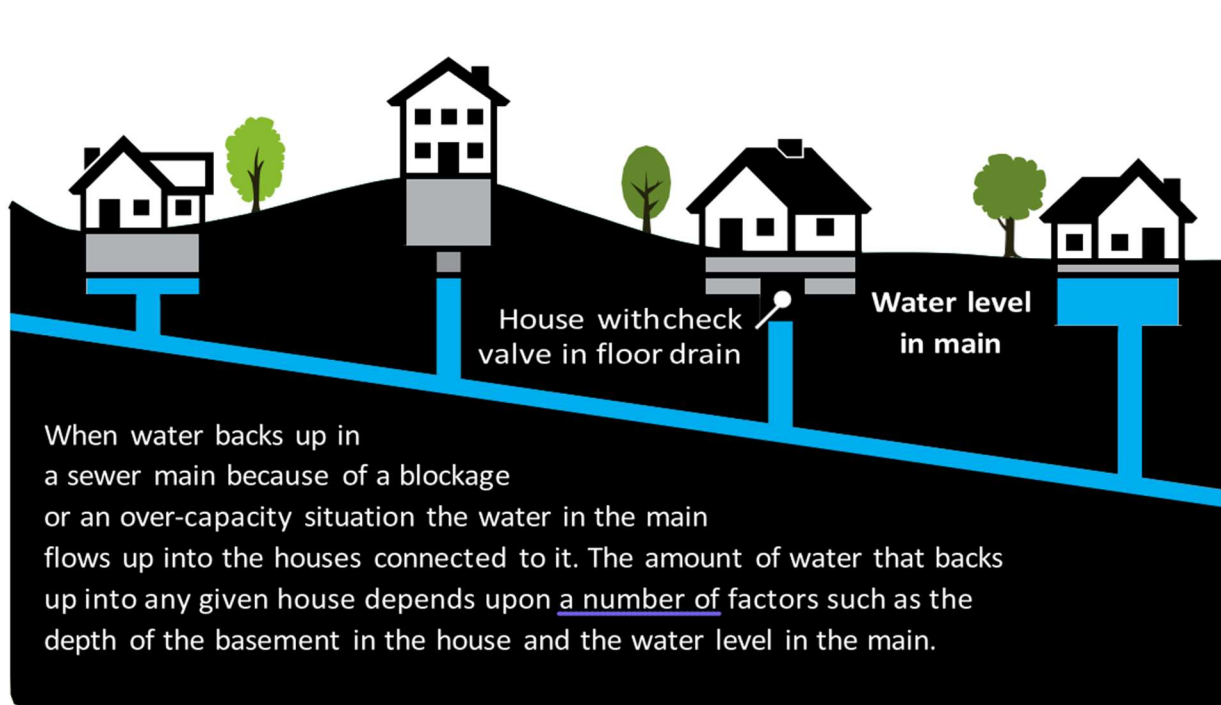 House withcheck
valve in floor drain
Water level
in main
When water backs up in
a sewer main because of a blockage
or an over-capacity situation the water in the main
flows up into the houses connected to it. The amount of water that backs
up into any given house depends upon a number of factors such as the
depth of the basement in the house and the water level in the main.